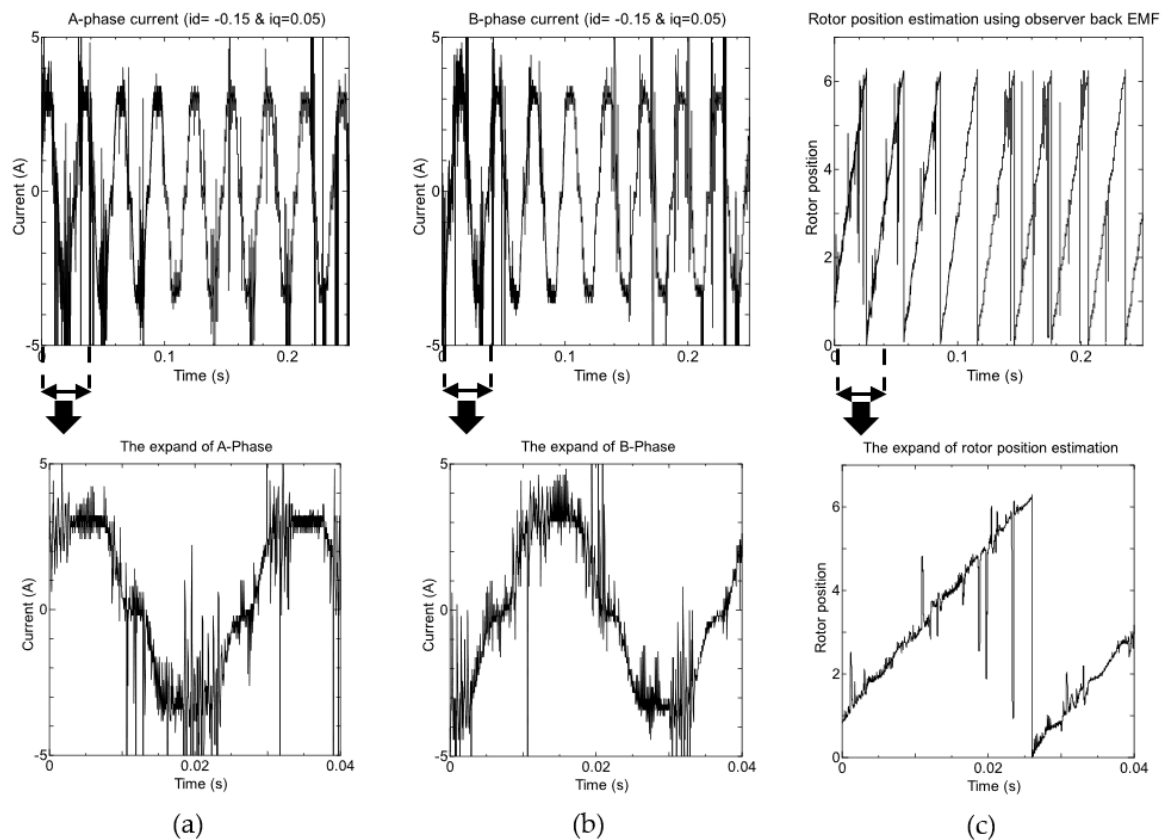 A-phase current (id= -0.15 & iq=0.05)
5
0
-5
Current (A)
0
0.1
0.2
Time (s)
B-phase current (id= -0.15 & iq=0.05)
5
0
-5
Current (A)
0
0.1
0.2
Time (s)
Rotor position estimation using observer back EMF
6
4
2
0
Rotor position
0
0.1
0.2
Time (s)
The expand of A-Phase
5
0
-5
Current (A)
0
0.02
0.04
Time (s)
The expand of B-Phase
5
0
-5
Current (A)
0
0.02
0.04
Time (s)
The expand of rotor position estimation
6
4
2
0
Rotor position
0
0.02
0.04
Time (s)
(a)
(b)
(c)